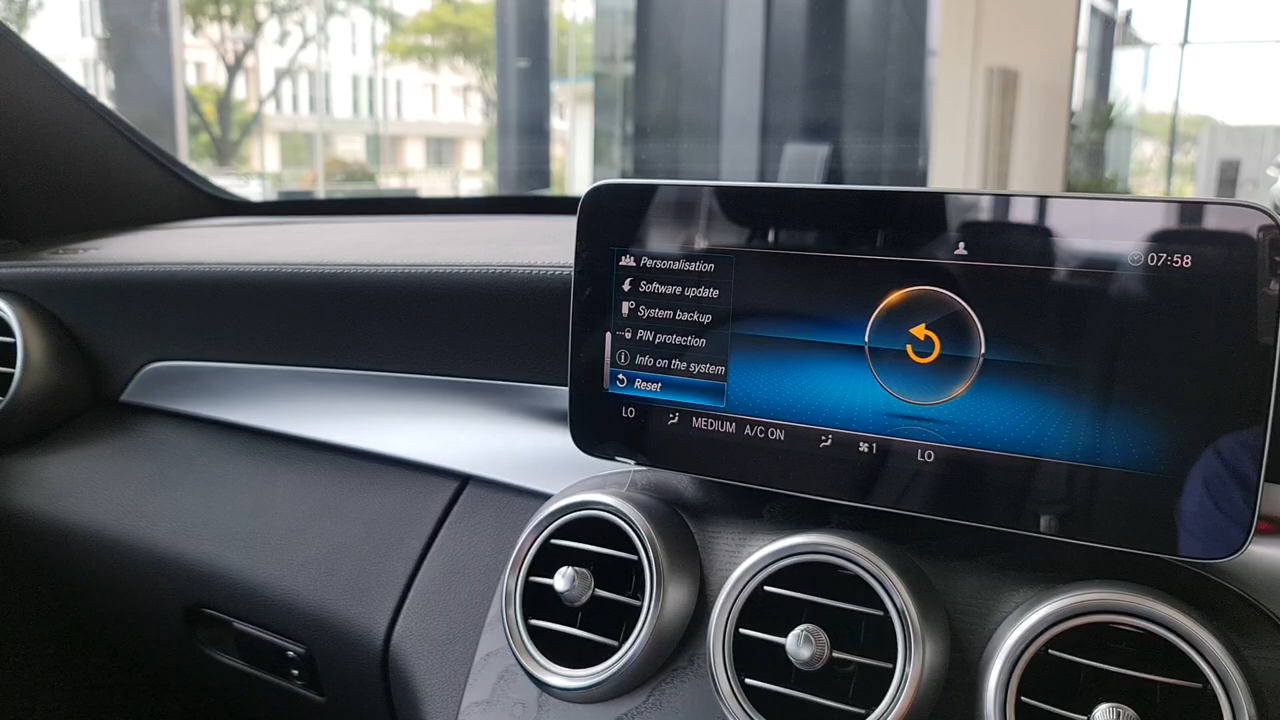 07:58
Personalisation
Software update
System backup
PIN protection
Info on the system
Reset
LO MEDIUM A/C ON 1 LO